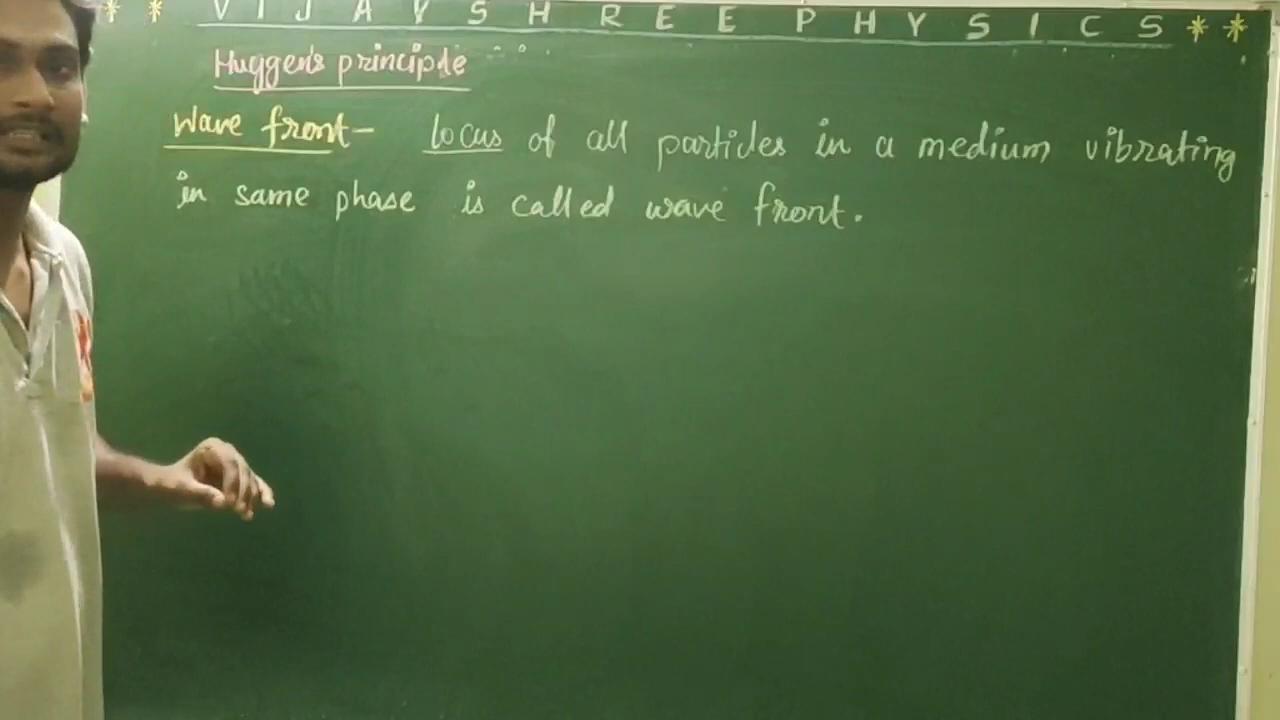 * * V I J A Y S H R E E P H Y S I C S * *
Huygen's principle
Wave front- locus of all particles in a medium vibrating
in same phase is called wave front.